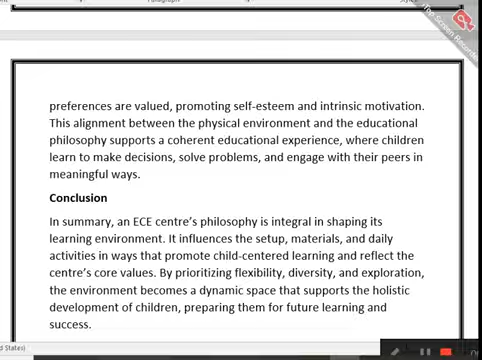 Paragraph
iTop Screen Recorder
preferences are valued, promoting self-esteem and intrinsic motivation.
This alignment between the physical environment and the educational
philosophy supports a coherent educational experience, where children
learn to make decisions, solve problems, and engage with their peers in
meaningful ways.
Conclusion
In summary, an ECE centre’s philosophy is integral in shaping its
learning environment. It influences the setup, materials, and daily
activities in ways that promote child-centered learning and reflect the
centre’s core values. By prioritizing flexibility, diversity, and exploration,
the environment becomes a dynamic space that supports the holistic
development of children, preparing them for future learning and
success.
d States)